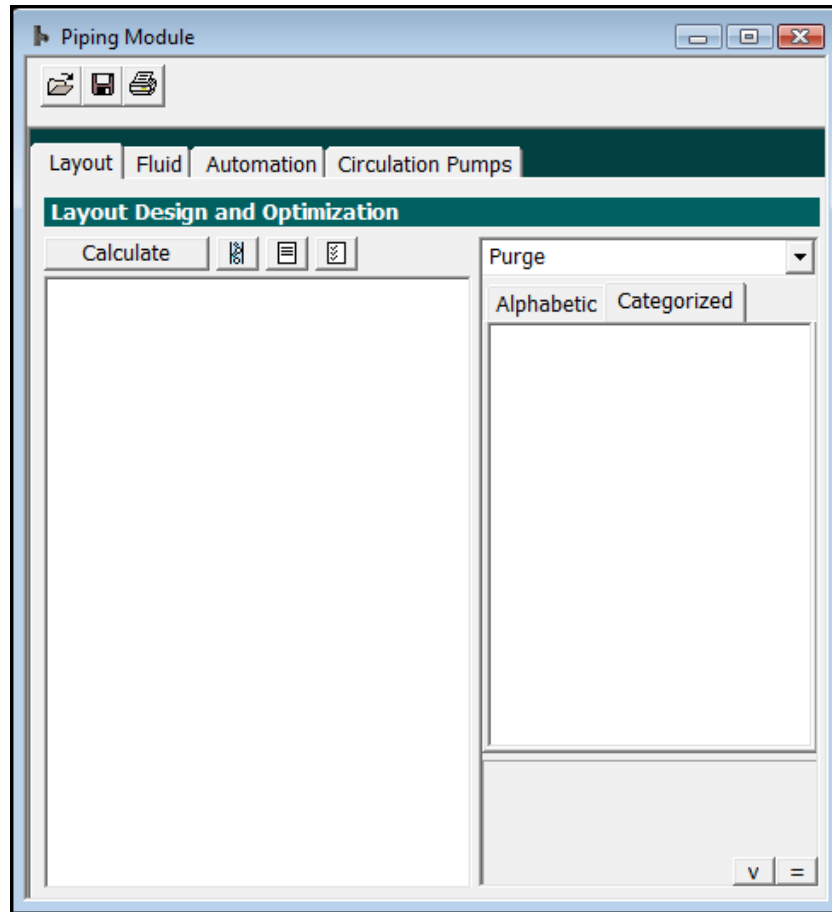 Piping Module
Layout Fluid Automation Circulation Pumps
Layout Design and Optimization
Calculate
Purge
Alphabetic Categorized
v =